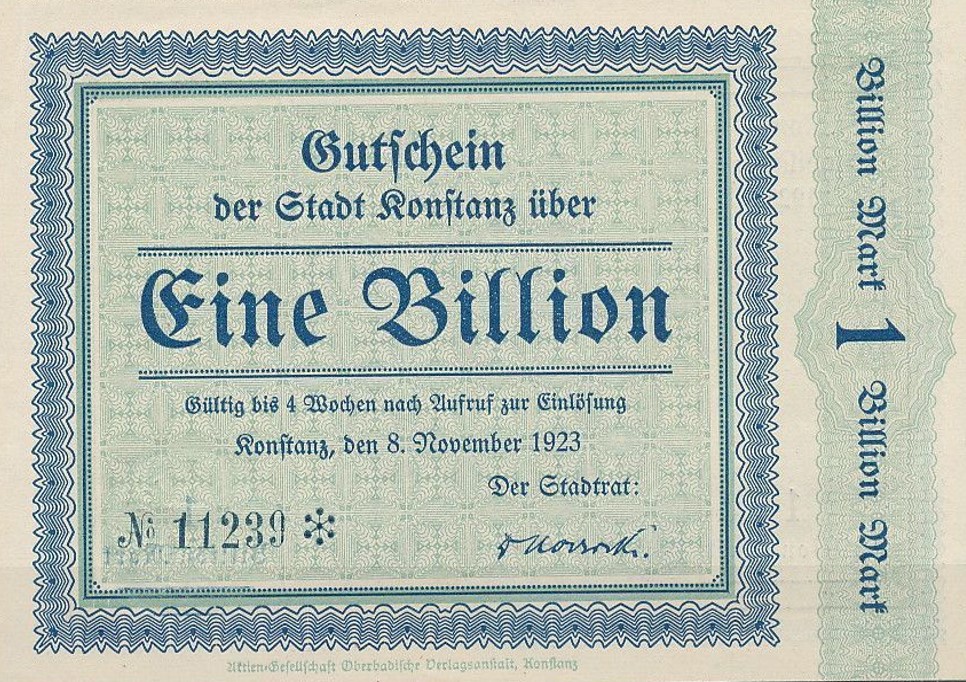 Gutschein
der Stadt Konstanz über
Eine Billion
Gültig bis 4 Wochen nach Aufruf zur Einlösung
Konstanz, den 8. November 1923
Der Stadtrat:
№ 11239 *
Aktien-Gesellschaft Oberbadische Verlagsanstalt, Konstanz
Billion Mark 1 Billion Mark